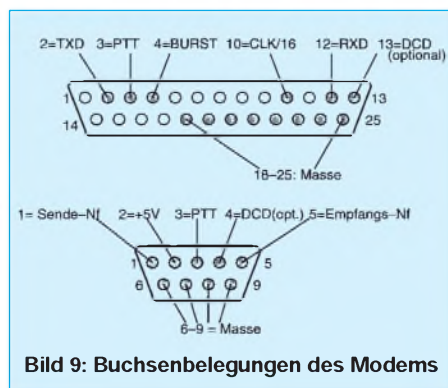 2=TXD 3=PTT 4=BURST 10=CLK/16 12=RXD 13=DCD
(optional)
1 13
14 25
18–25: Masse
1= Sende–Nf 2=+5V 3=PTT 4=DCD(opt.) 5=Empfangs–Nf
1 5
6 9
6–9 = Masse
Bild 9: Buchsenbelegungen des Modems